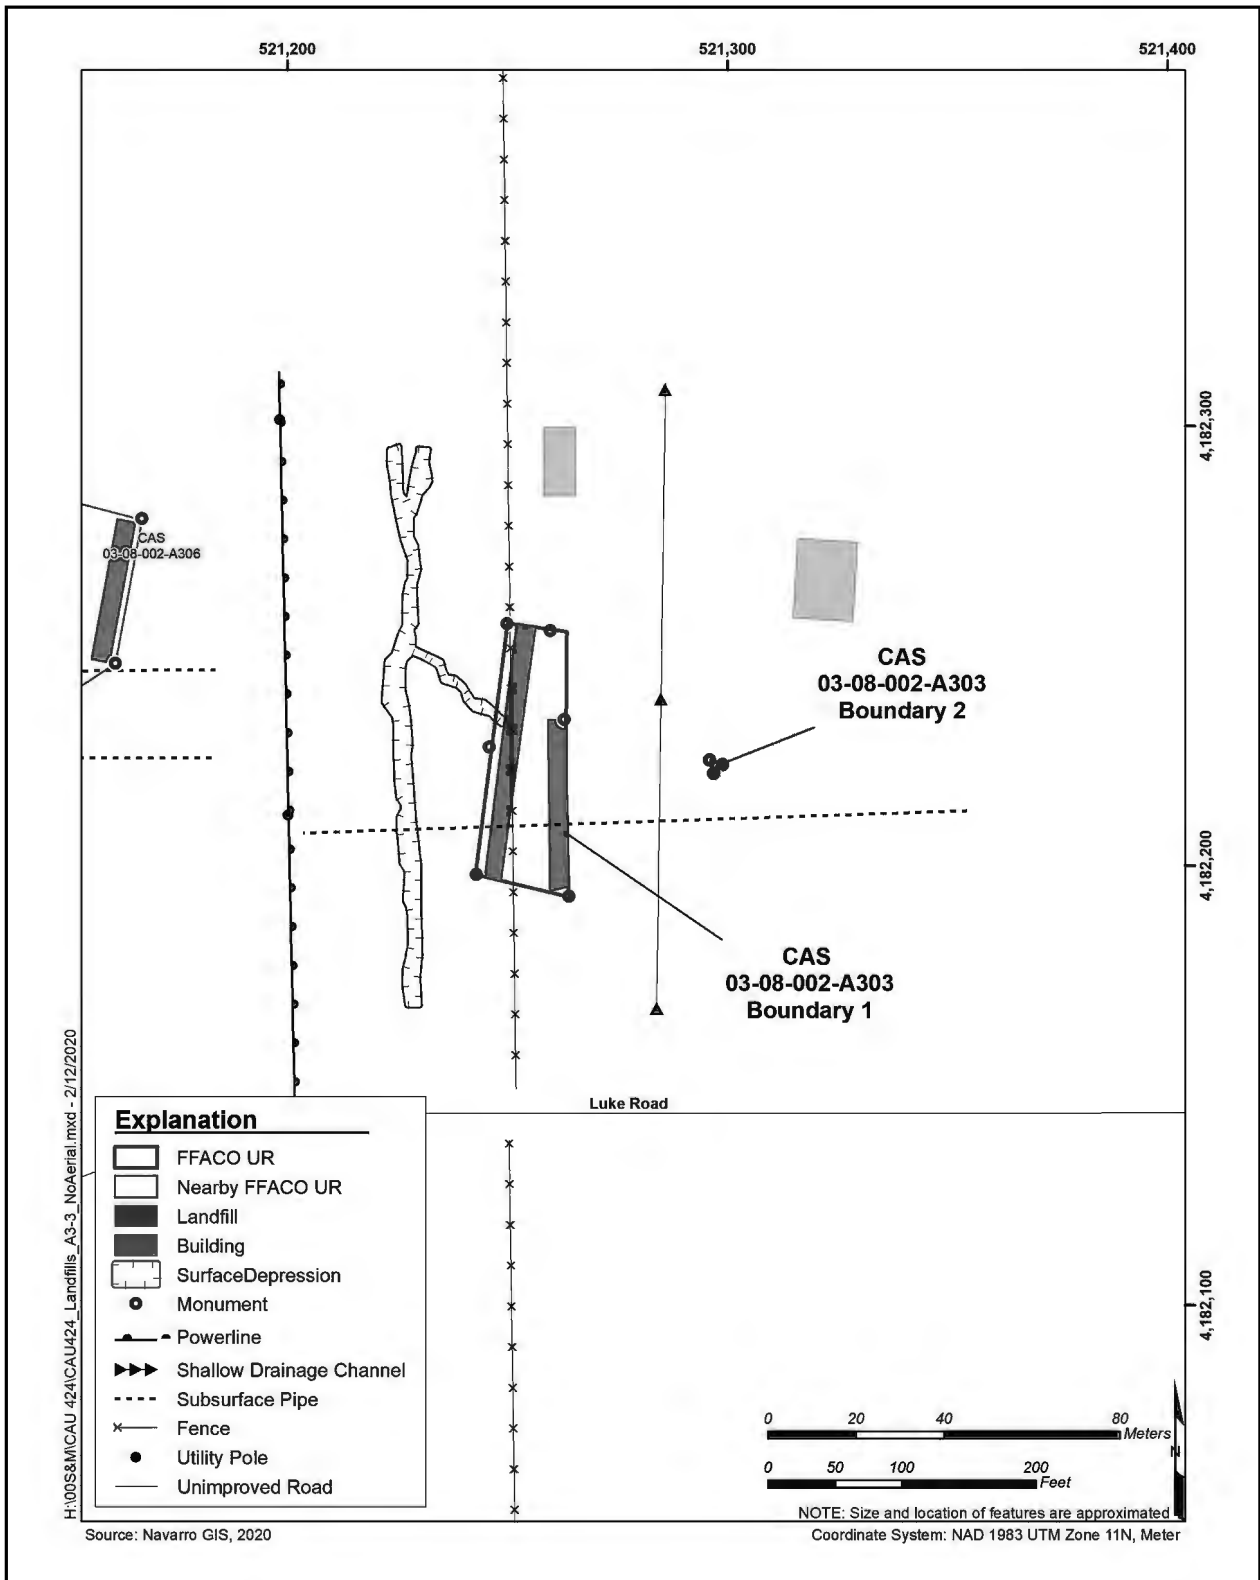 521,200
521,300
521,400
4,182,300
4,182,200
4,182,100
CAS
03-08-002-A306
CAS
03-08-002-A303
Boundary 2
CAS
03-08-002-A303
Boundary 1
Luke Road
H:\00S&M\CAU 424\CAU424_Landfills_A3-3_NoAerial.mxd - 2/12/2020
Explanation
FFACO UR
Nearby FFACO UR
Landfill
Building
SurfaceDepression
Monument
Powerline
Shallow Drainage Channel
Subsurface Pipe
Fence
Utility Pole
Unimproved Road
0 20 40 80
Meters
0 50 100 200
Feet
N
NOTE: Size and location of features are approximated
Source: Navarro GIS, 2020
Coordinate System: NAD 1983 UTM Zone 11N, Meter